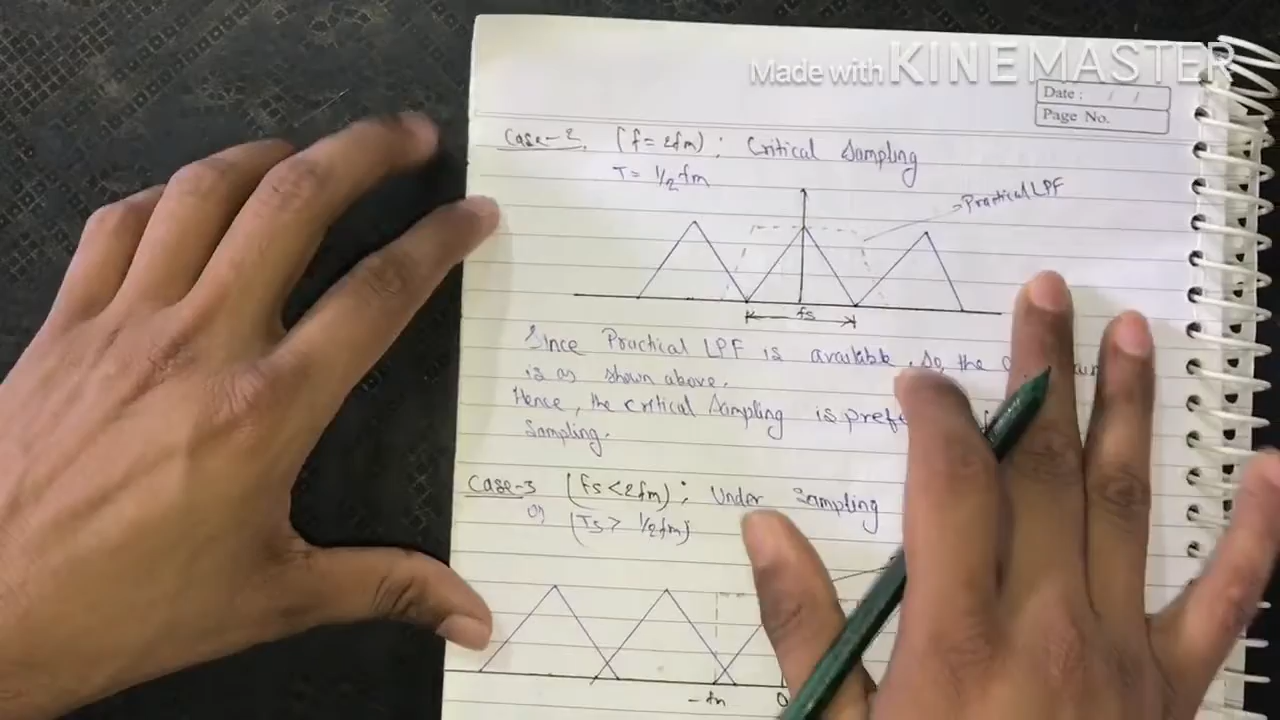 Made with KINEMASTER
Date : / /
Page No.
Case-2. (f = 2fm) : Critical Sampling
T = 1/2fm
Practical LPF
fs
Since Practical LPF is available, So, the
is as shown above.
Hence, the critical Sampling is
Sampling.
Case-3 (fs < 2fm) ; Under Sampling
(Ts > 1/2fm)
-fm 0